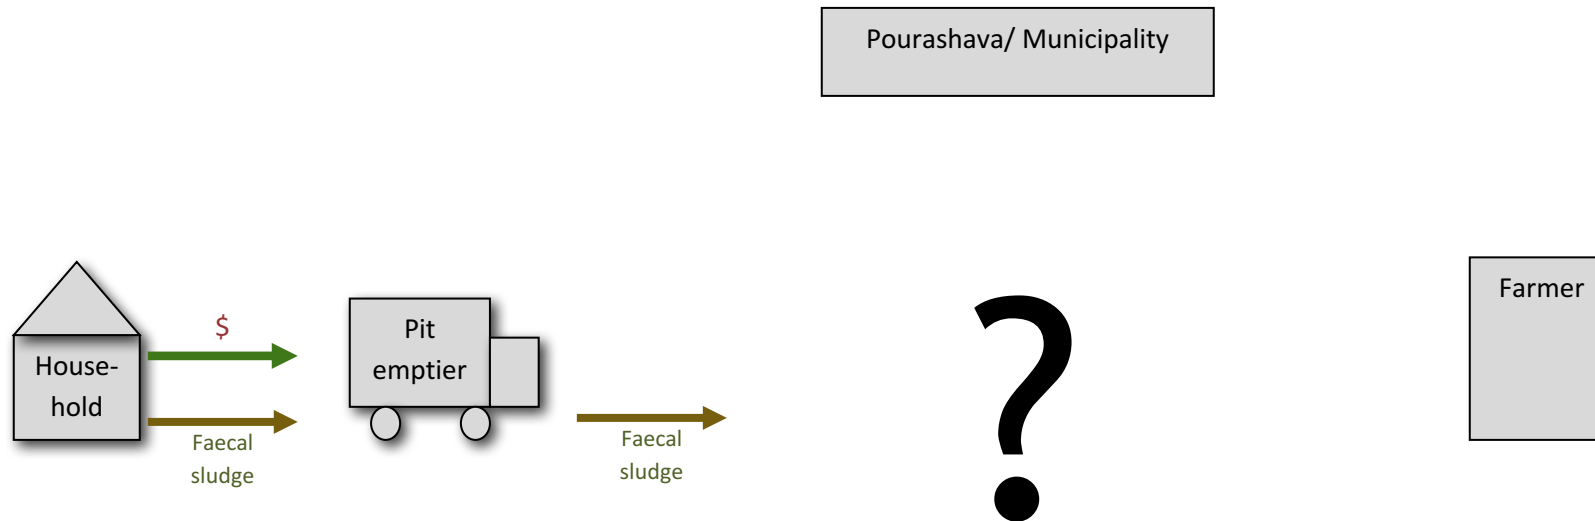 Pourashava/ Municipality
$
House-
hold
Faecal
sludge
Pit
emptier
Faecal
sludge
?
Farmer